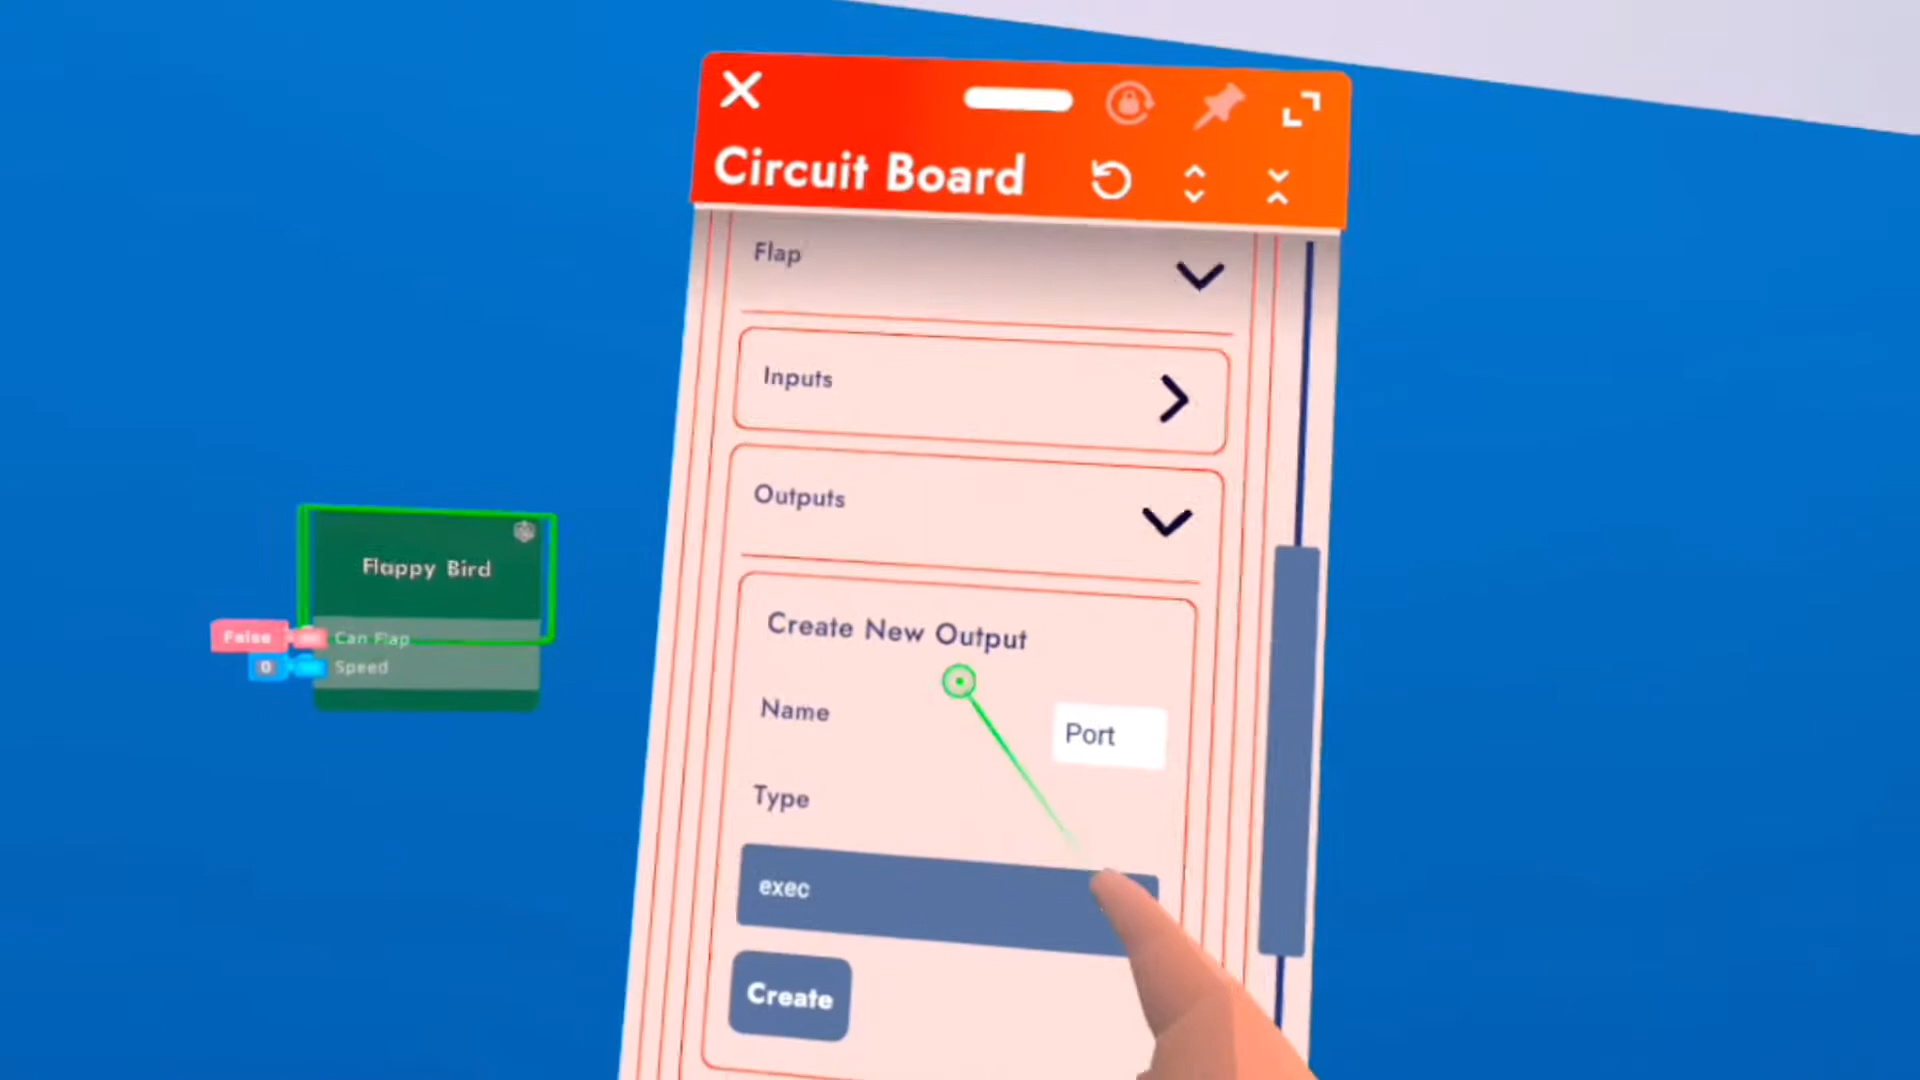 Circuit Board
Flap
Inputs
Outputs
Create New Output
Name
Port
Type
exec
Create
Flappy Bird
False
Can Flap
0
Speed